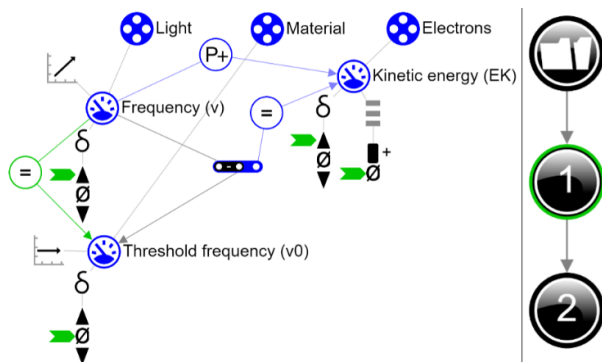 Light
Material
Electrons
P+
Kinetic energy (EK)
Frequency (v)
=
δ
δ
+
=
Ø
1
Ø
Ø
- 
Threshold frequency (v0)
δ
Ø
2